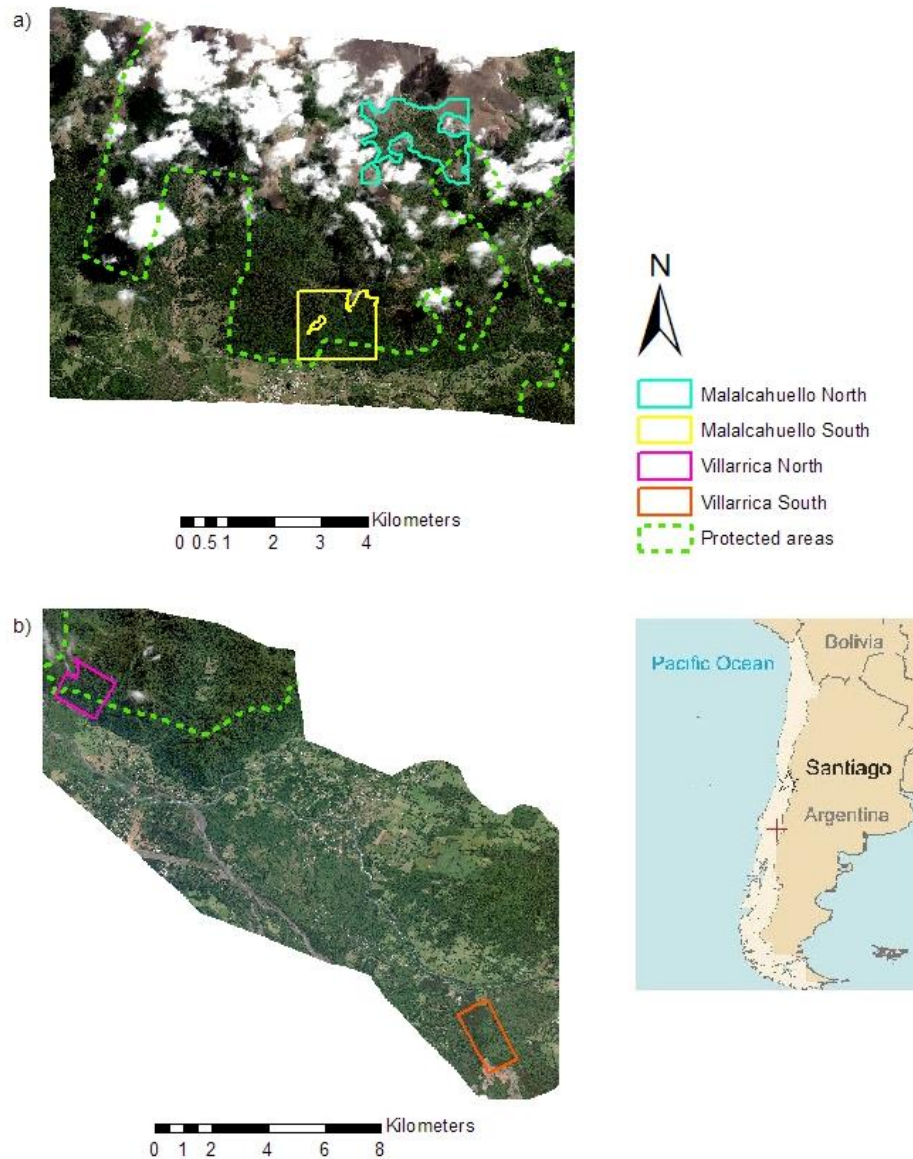 a)
N
Malalcahuello North
Malalcahuello South
Villarrica North
Villarrica South
Protected areas
Kilometers
0 0.5 1 2 3 4
b)
Pacific Ocean
Bolivia
Santiago
Argentina
Kilometers
0 1 2 4 6 8